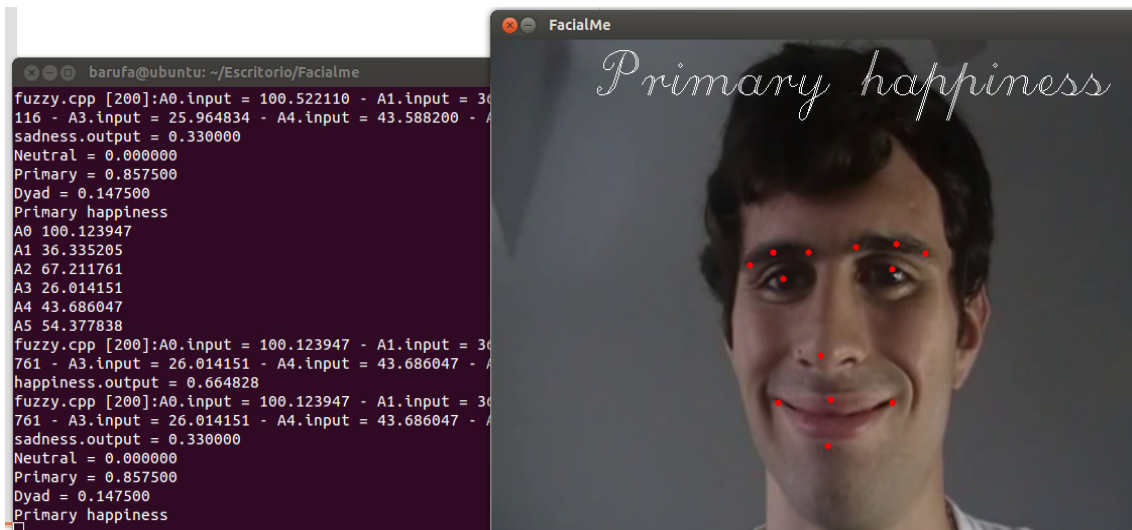 barufa@ubuntu: ~/Escritorio/Facialme
fuzzy.cpp [200]:A0.input = 100.522110 - A1.input =
116 - A3.input = 25.964834 - A4.input = 43.588200 -
sadness.output = 0.330000
Neutral = 0.000000
Primary = 0.857500
Dyad = 0.147500
Primary happiness
A0 100.123947
A1 36.335205
A2 67.211761
A3 26.014151
A4 43.686047
A5 54.377838
fuzzy.cpp [200]:A0.input = 100.123947 - A1.input =
761 - A3.input = 26.014151 - A4.input = 43.686047 -
happiness.output = 0.664828
fuzzy.cpp [200]:A0.input = 100.123947 - A1.input =
761 - A3.input = 26.014151 - A4.input = 43.686047 -
sadness.output = 0.330000
Neutral = 0.000000
Primary = 0.857500
Dyad = 0.147500
Primary happiness
FacialMe
Primary happiness